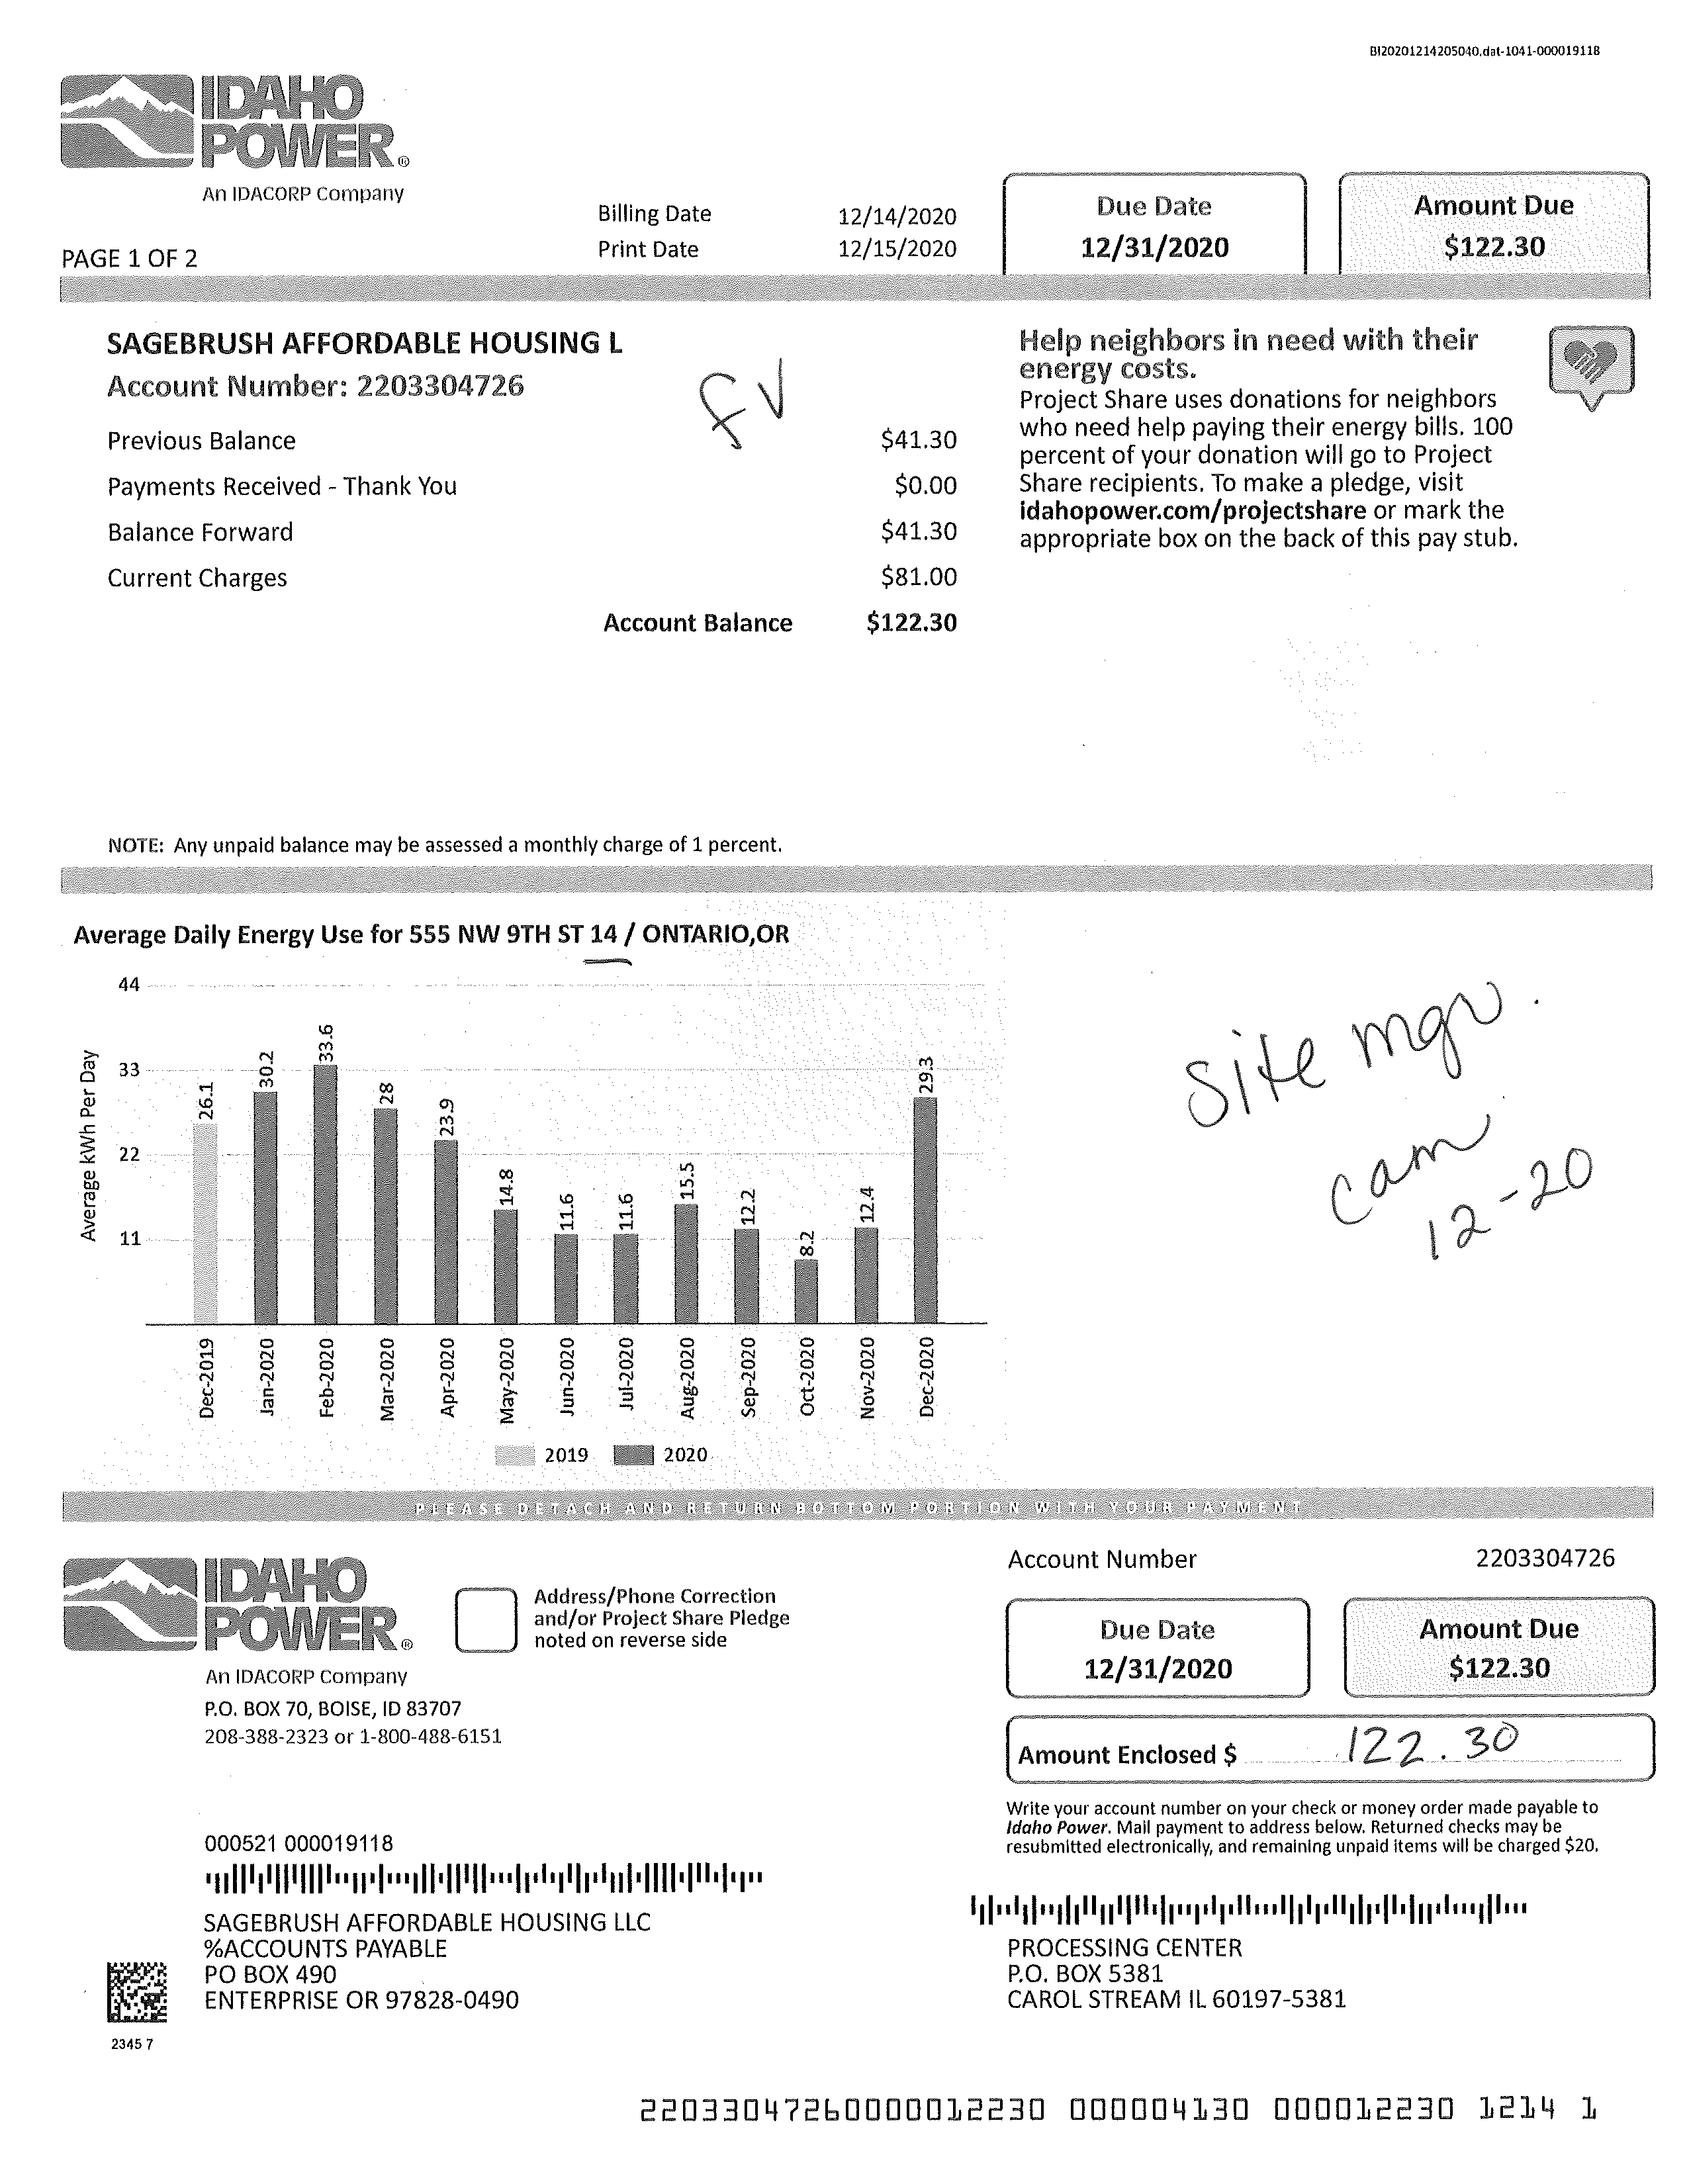 BI20201214205040.dat-1041-000019118
IDAHO
POWER®
An IDACORP Company
PAGE 1 OF 2
Billing Date 12/14/2020
Print Date 12/15/2020
Due Date
12/31/2020
Amount Due
$122.30
SAGEBRUSH AFFORDABLE HOUSING L
Account Number: 2203304726
FV
Previous Balance $41.30
Payments Received - Thank You $0.00
Balance Forward $41.30
Current Charges $81.00
Account Balance $122.30
Help neighbors in need with their
energy costs.
Project Share uses donations for neighbors
who need help paying their energy bills. 100
percent of your donation will go to Project
Share recipients. To make a pledge, visit
idahopower.com/projectshare or mark the
appropriate box on the back of this pay stub.
NOTE: Any unpaid balance may be assessed a monthly charge of 1 percent.
Average Daily Energy Use for 555 NW 9TH ST 14 / ONTARIO,OR
Average kWh Per Day
44
33
22
11
26.1
30.2
33.6
28
23.9
14.8
11.6
11.6
15.5
12.2
8.2
12.4
29.3
Dec-2019
Jan-2020
Feb-2020
Mar-2020
Apr-2020
May-2020
Jun-2020
Jul-2020
Aug-2020
Sep-2020
Oct-2020
Nov-2020
Dec-2020
2019 2020
Site mgr.
cam
12-20
PLEASE DETACH AND RETURN BOTTOM PORTION WITH YOUR PAYMENT
IDAHO
POWER®
An IDACORP Company
P.O. BOX 70, BOISE, ID 83707
208-388-2323 or 1-800-488-6151
Address/Phone Correction
and/or Project Share Pledge
noted on reverse side
Account Number 2203304726
Due Date
12/31/2020
Amount Due
$122.30
Amount Enclosed $ 122.30
Write your account number on your check or money order made payable to
Idaho Power. Mail payment to address below. Returned checks may be
resubmitted electronically, and remaining unpaid items will be charged $20.
000521 000019118
SAGEBRUSH AFFORDABLE HOUSING LLC
%ACCOUNTS PAYABLE
PO BOX 490
ENTERPRISE OR 97828-0490
2345 7
PROCESSING CENTER
P.O. BOX 5381
CAROL STREAM IL 60197-5381
22033047260000012230 000004130 000012230 1214 1